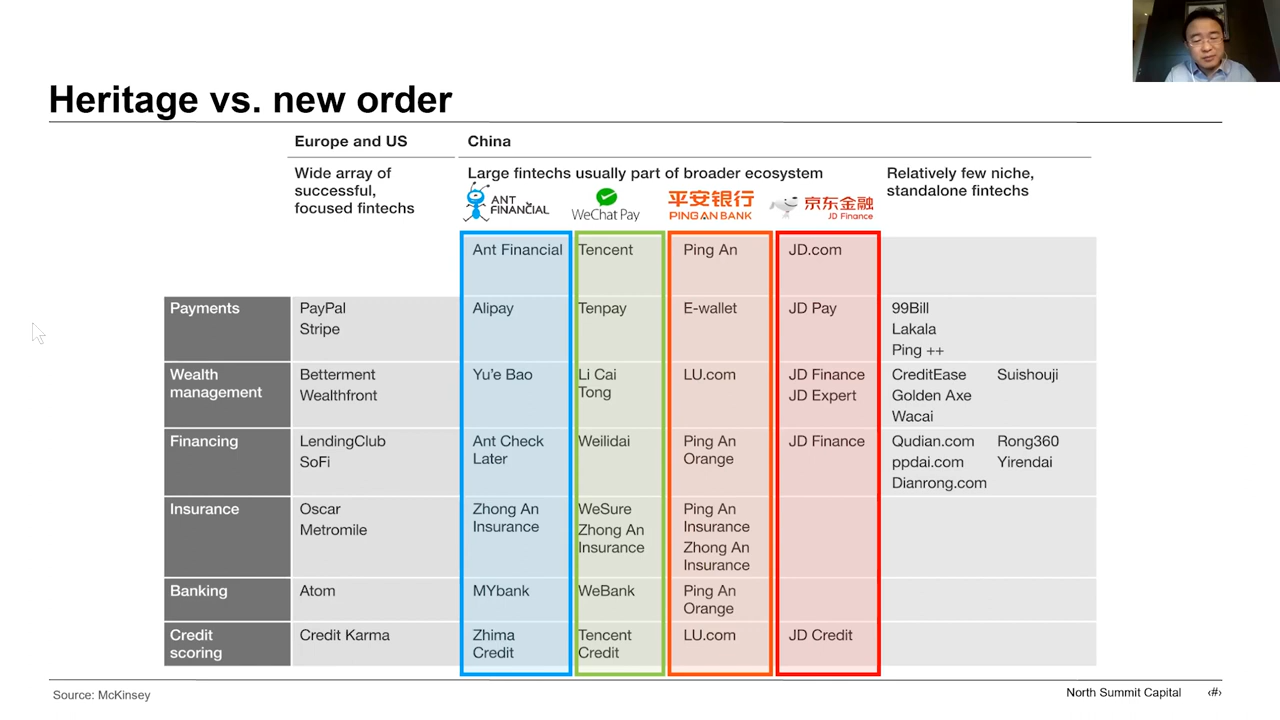 Heritage vs. new order
Europe and US
China
Wide array of
successful,
focused fintechs
Large fintechs usually part of broader ecosystem
Relatively few niche,
standalone fintechs
ANT
FINANCIAL
WeChat Pay
平安银行
PING AN BANK
京东金融
JD Finance
Ant Financial
Tencent
Ping An
JD.com
Payments
PayPal
Stripe
Alipay
Tenpay
E-wallet
JD Pay
99Bill
Lakala
Ping ++
Wealth
management
Betterment
Wealthfront
Yu’e Bao
Li Cai
Tong
LU.com
JD Finance
JD Expert
CreditEase
Golden Axe
Wacai
Suishouji
Financing
LendingClub
SoFi
Ant Check
Later
Weilidai
Ping An
Orange
JD Finance
Qudian.com
ppdai.com
Dianrong.com
Rong360
Yirendai
Insurance
Oscar
Metromile
Zhong An
Insurance
WeSure
Zhong An
Insurance
Ping An
Insurance
Zhong An
Insurance
Banking
Atom
MYbank
WeBank
Ping An
Orange
Credit
scoring
Credit Karma
Zhima
Credit
Tencent
Credit
LU.com
JD Credit
Source: McKinsey
North Summit Capital
‹#›